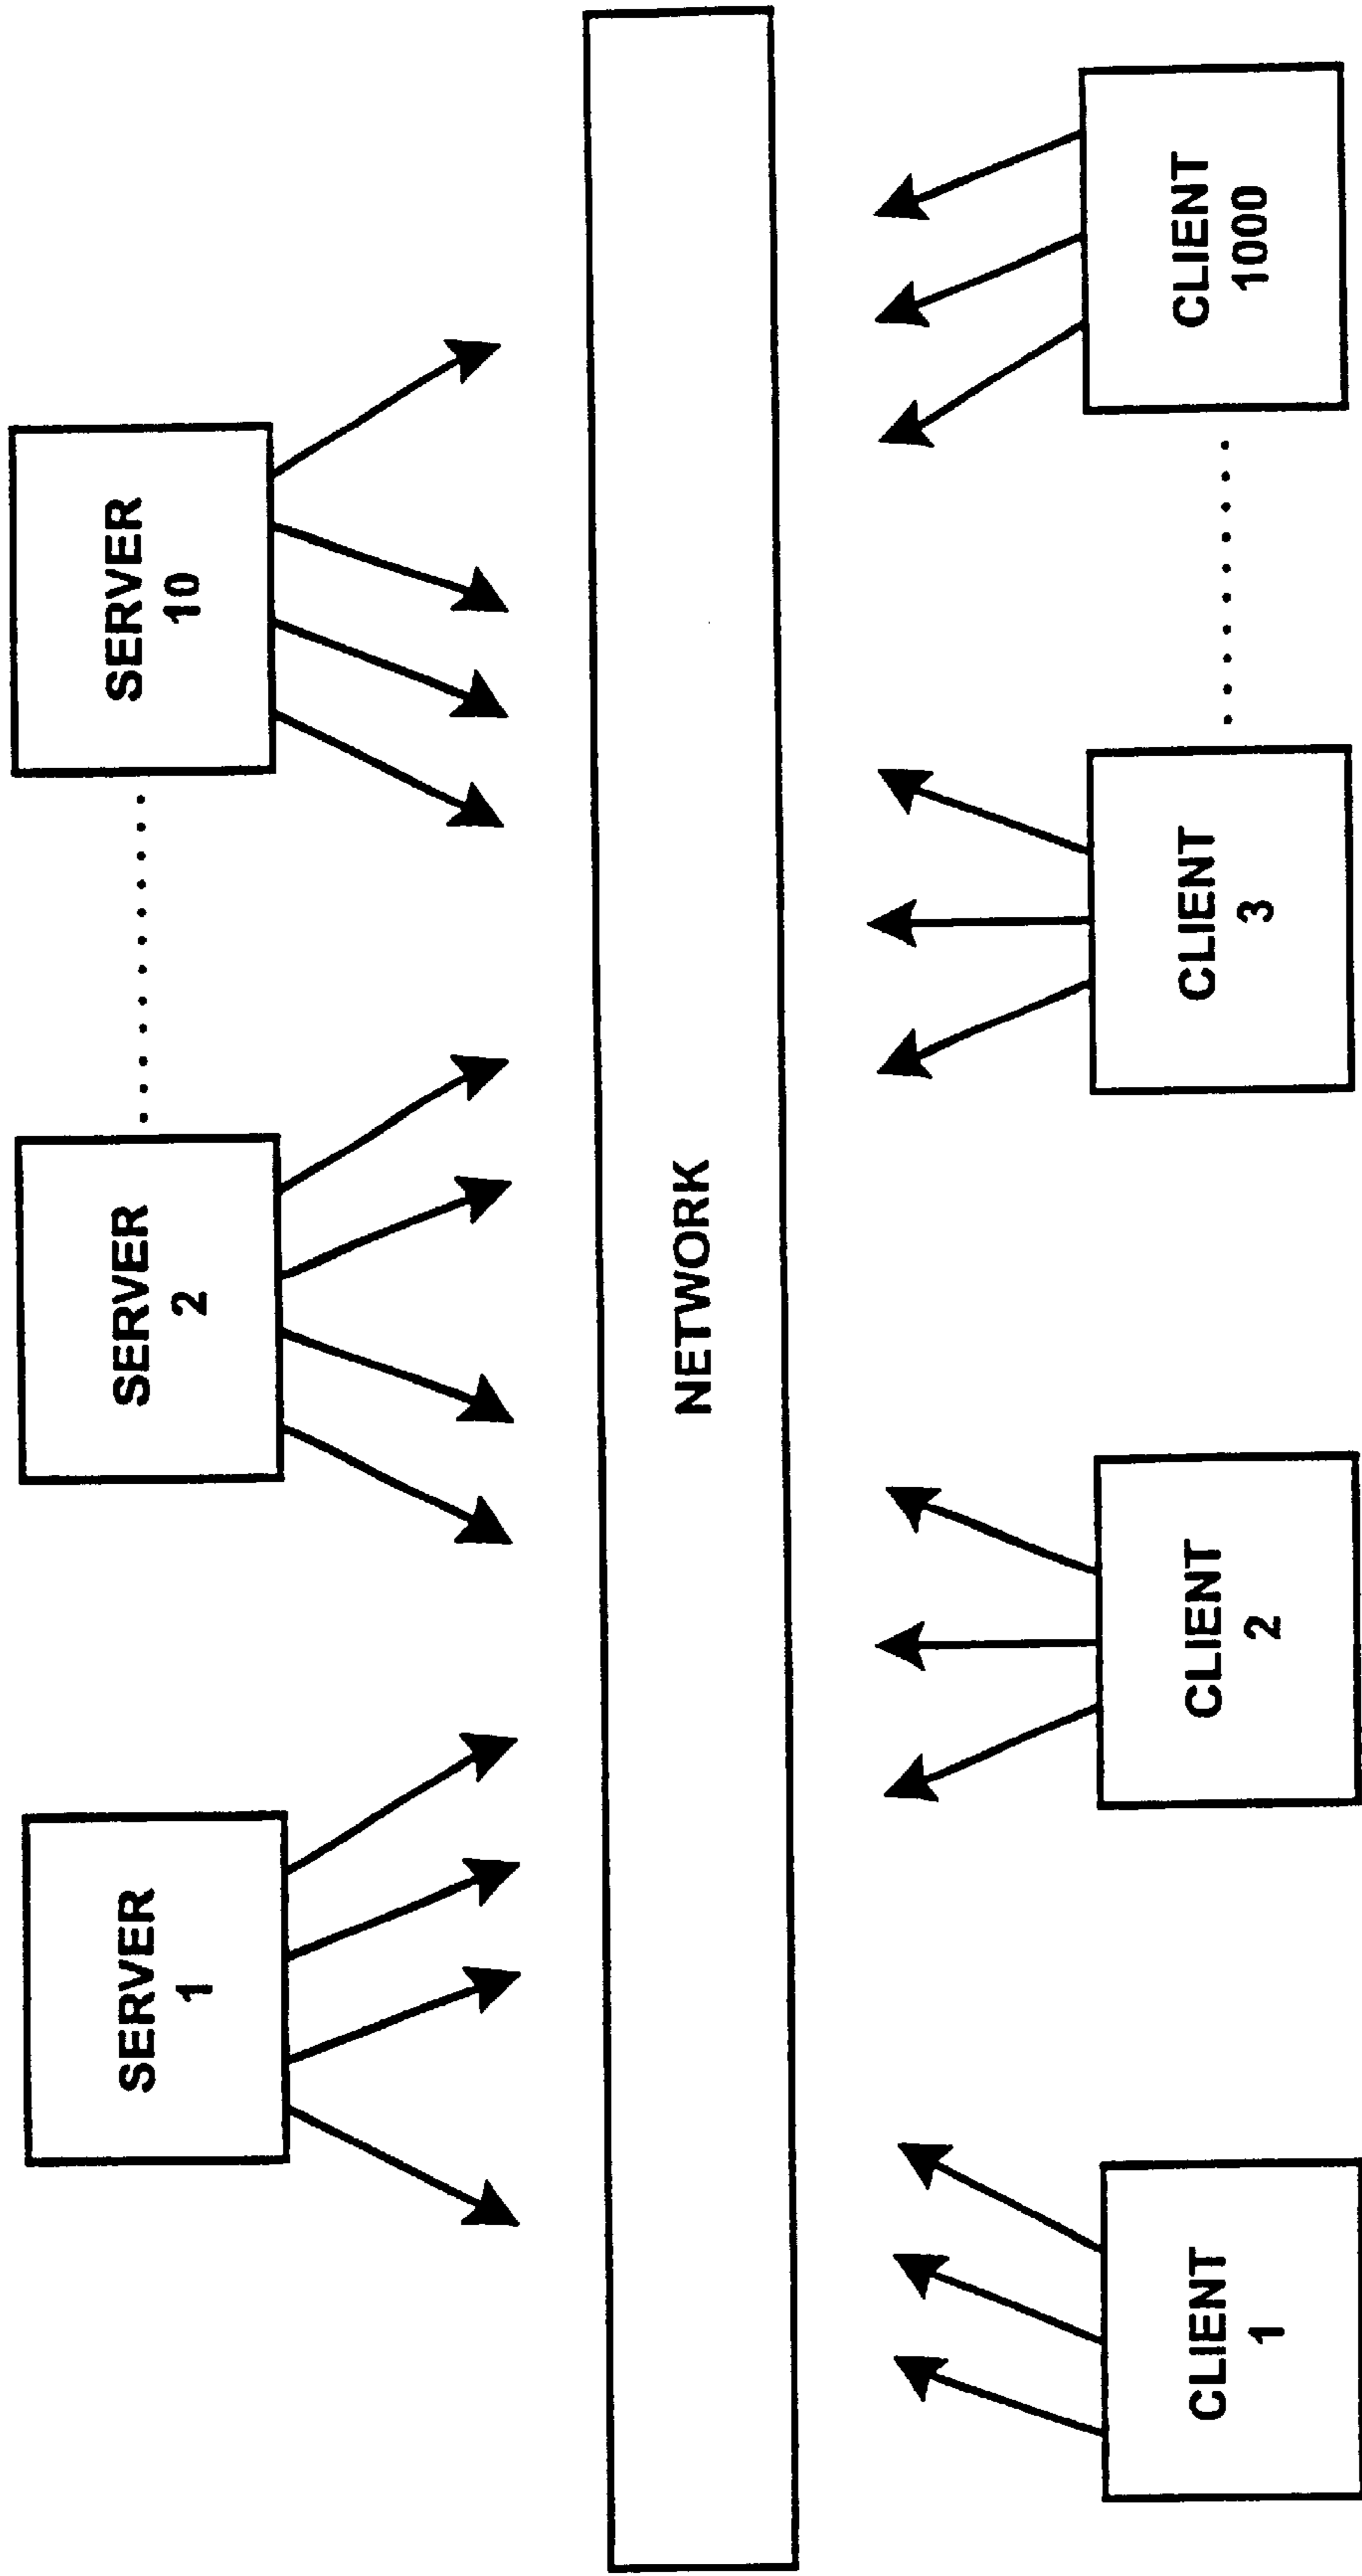 SERVER
1
SERVER
2
SERVER
10
NETWORK
CLIENT
1
CLIENT
2
CLIENT
3
CLIENT
1000